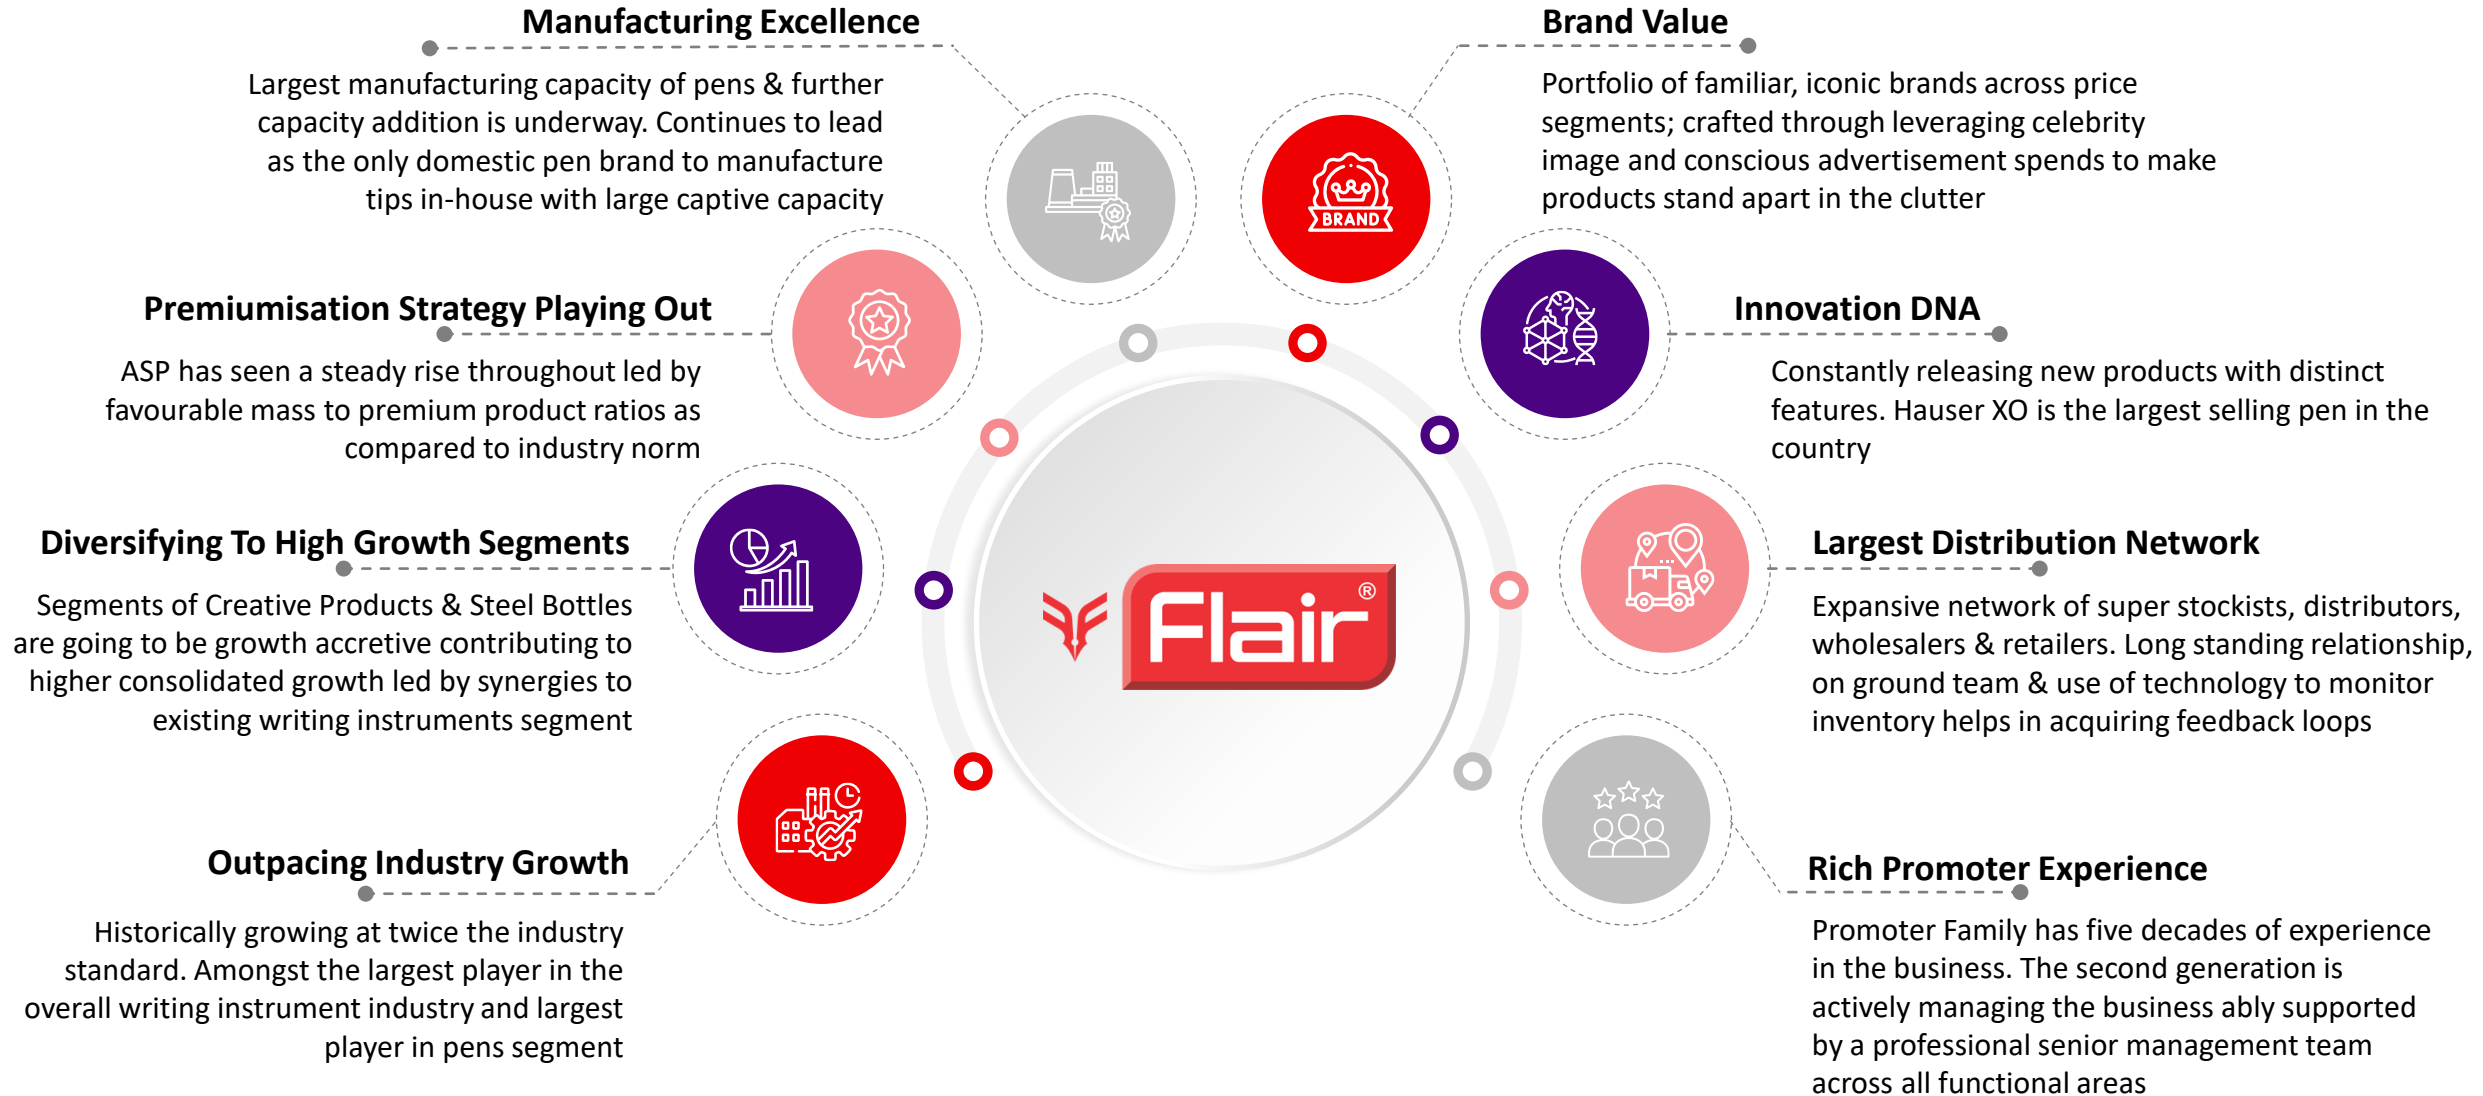 Manufacturing Excellence
Largest manufacturing capacity of pens & further
capacity addition is underway. Continues to lead
as the only domestic pen brand to manufacture
tips in-house with large captive capacity
Premiumisation Strategy Playing Out
ASP has seen a steady rise throughout led by
favourable mass to premium product ratios as
compared to industry norm
Diversifying To High Growth Segments
Segments of Creative Products & Steel Bottles
are going to be growth accretive contributing to
higher consolidated growth led by synergies to
existing writing instruments segment
Outpacing Industry Growth
Historically growing at twice the industry
standard. Amongst the largest player in the
overall writing instrument industry and largest
player in pens segment
BRAND
Flair®
Brand Value
Portfolio of familiar, iconic brands across price
segments; crafted through leveraging celebrity
image and conscious advertisement spends to make
products stand apart in the clutter
Innovation DNA
Constantly releasing new products with distinct
features. Hauser XO is the largest selling pen in the
country
Largest Distribution Network
Expansive network of super stockists, distributors,
wholesalers & retailers. Long standing relationship,
on ground team & use of technology to monitor
inventory helps in acquiring feedback loops
Rich Promoter Experience
Promoter Family has five decades of experience
in the business. The second generation is
actively managing the business ably supported
by a professional senior management team
across all functional areas